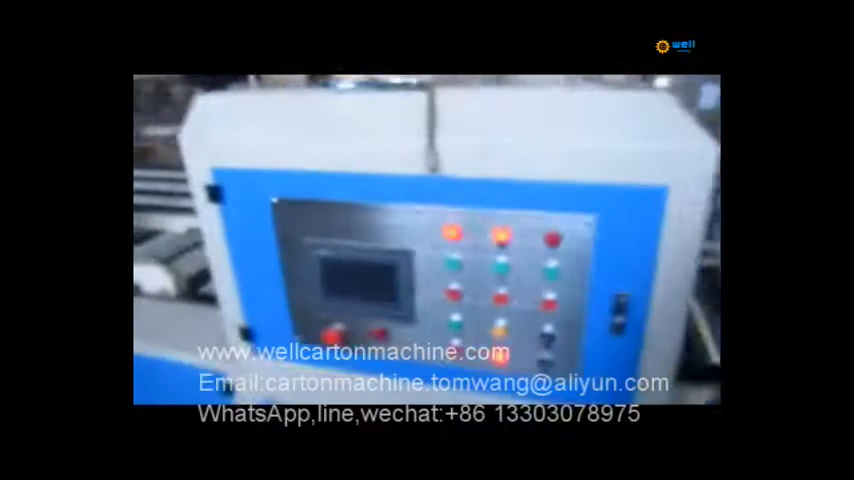 well
www.wellcartonmachine.com
Email:cartonmachine.tomwang@aliyun.com
WhatsApp,line,wechat:+86 13303078975